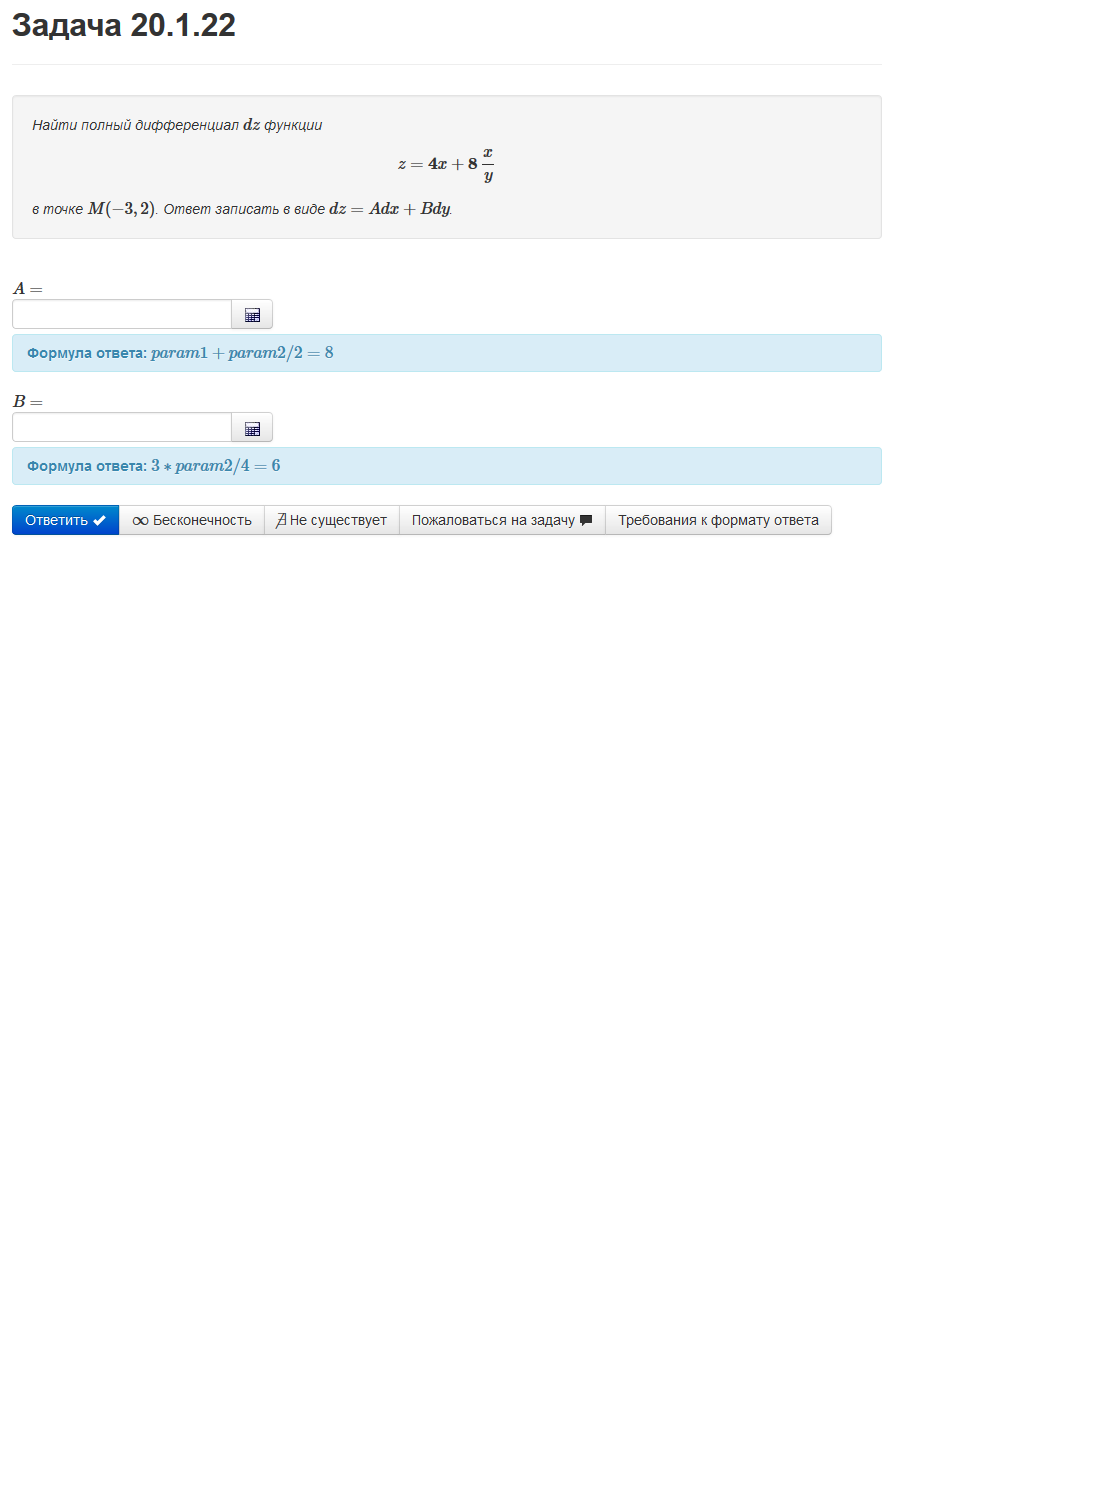 Задача 20.1.22
Найти полный дифференциал dz функции
z = 4x + 8 x/y
в точке M(−3, 2). Ответ записать в виде dz = Adx + Bdy.
A =
Формула ответа: param1 + param2/2 = 8
B =
Формула ответа: 3 ∗ param2/4 = 6
Ответить ∞ Бесконечность ∄ Не существует Пожаловаться на задачу Требования к формату ответа